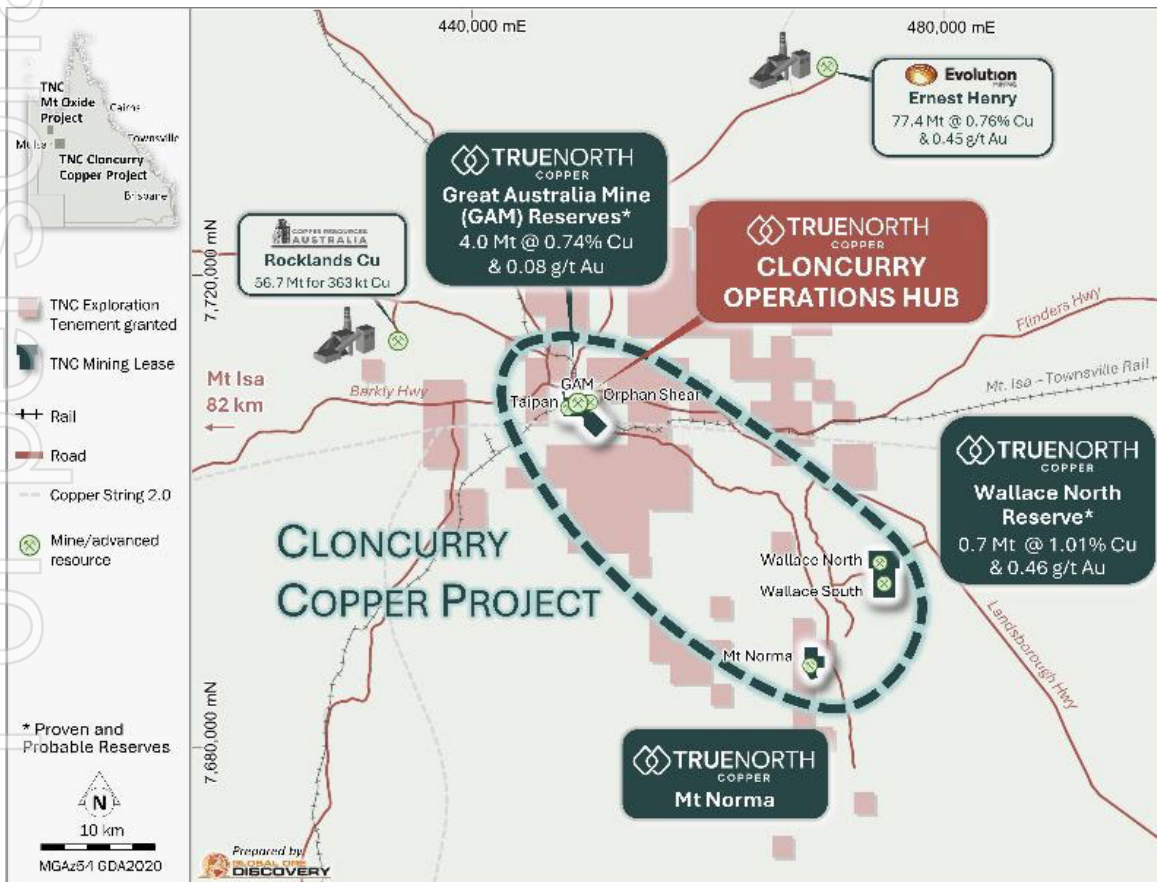 440,000 mE
480,000 mE
TNC
Mt Oxide
Project
Cairns
Townsville
Mt Isa
TNC Cloncurry
Copper Project
Brisbane
TNC Exploration
Tenement granted
TNC Mining Lease
Rail
Road
Copper String 2.0
Mine/advanced
resource
* Proven and
Probable Reserves
N
10 km
MGAz54 GDA2020
7,720,000 mN
7,680,000 mN
Evolution
MINING
Ernest Henry
77.4 Mt @ 0.76% Cu
& 0.45 g/t Au
TRUENORTH
COPPER
Great Australia Mine
(GAM) Reserves*
4.0 Mt @ 0.74% Cu
& 0.08 g/t Au
COPPER RESOURCES
AUSTRALIA
Rocklands Cu
56.7 Mt for 363 kt Cu
TRUENORTH
COPPER
CLONCURRY
OPERATIONS HUB
Flinders Hwy
Mt. Isa - Townsville Rail
Mt Isa
82 km
Barkly Hwy
GAM
Taipan
Orphan Shear
TRUENORTH
COPPER
Wallace North
Reserve*
0.7 Mt @ 1.01% Cu
& 0.46 g/t Au
CLONCURRY
COPPER PROJECT
Wallace North
Wallace South
Mt Norma
Landsborough Hwy
TRUENORTH
COPPER
Mt Norma
Prepared by
GLOBAL ORE
DISCOVERY